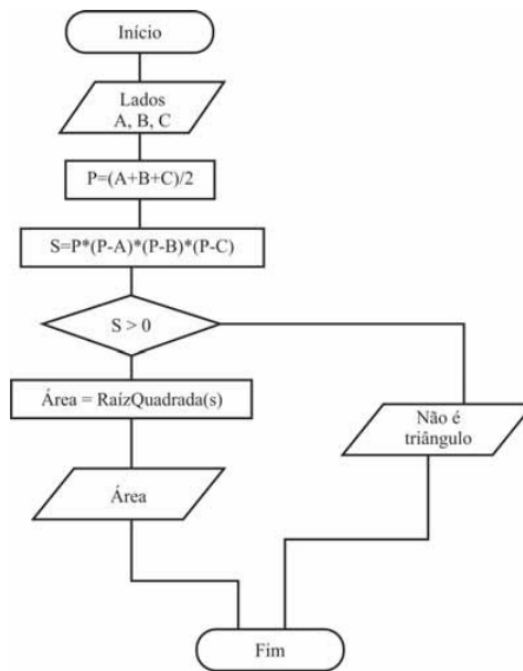 Início
Lados
A, B, C
P=(A+B+C)/2
S=P*(P-A)*(P-B)*(P-C)
S > 0
Área = RaízQuadrada(s)
Não é
triângulo
Área
Fim